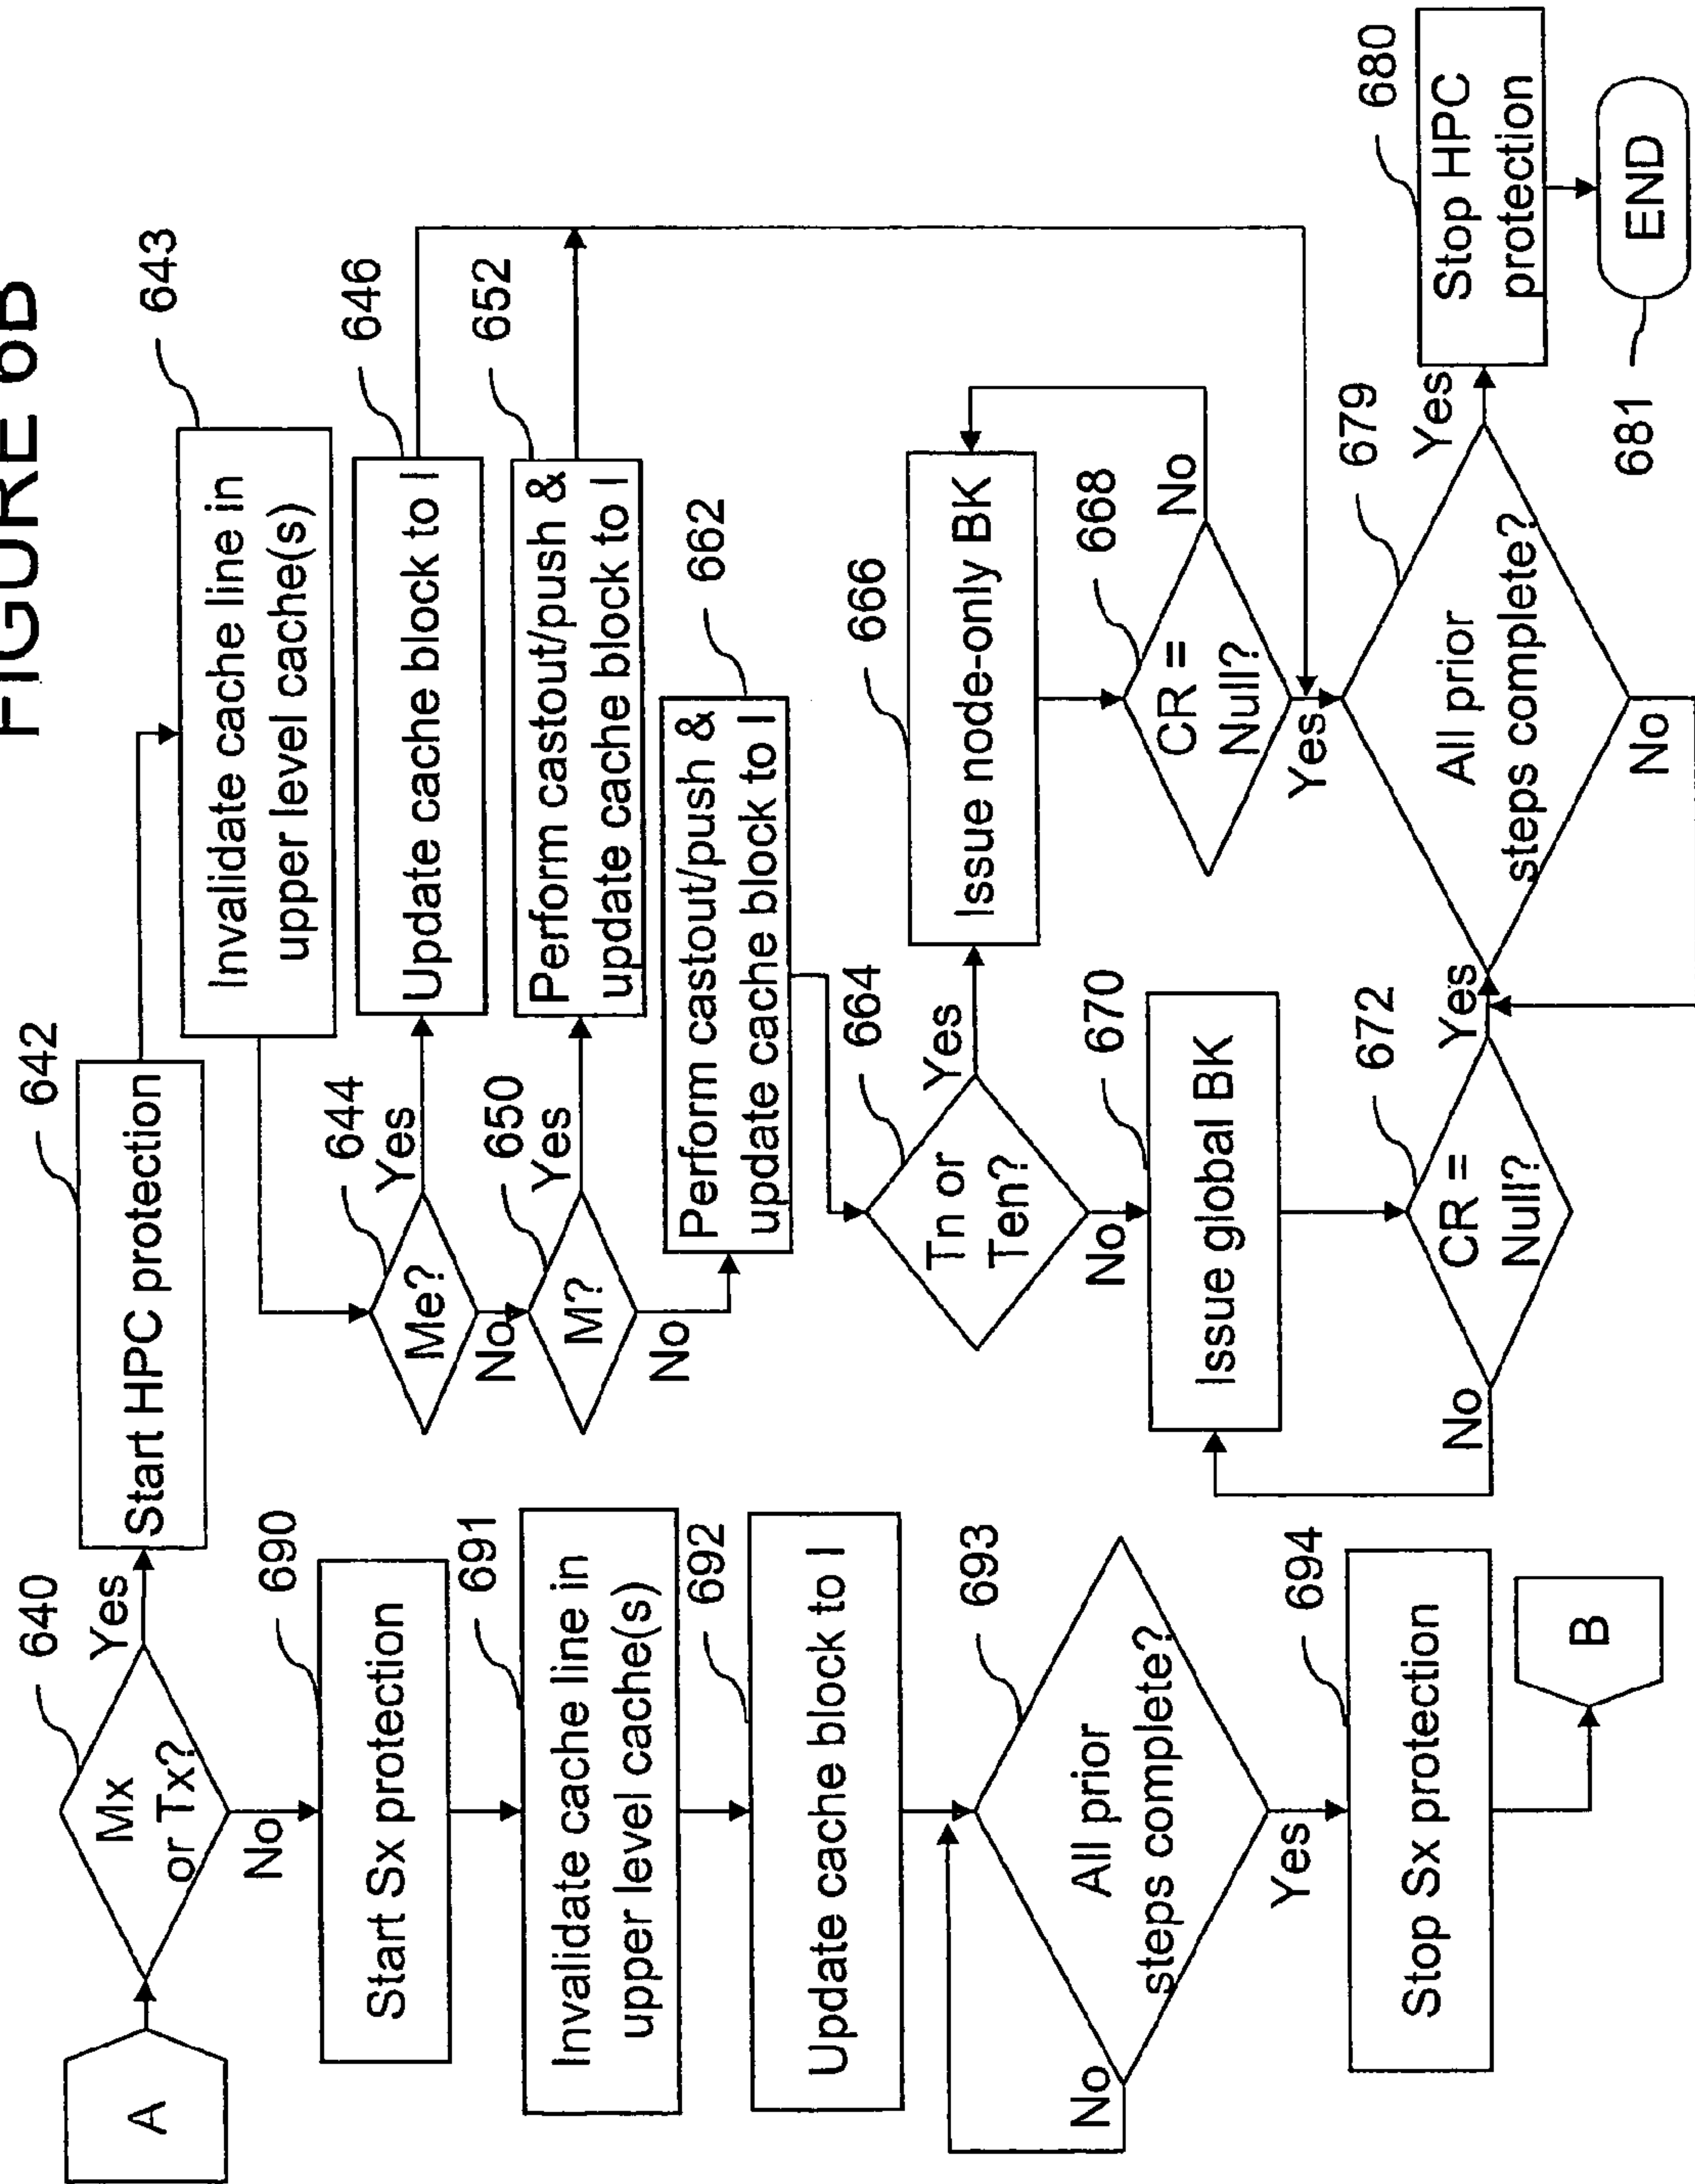 FIGURE 6B
A
640
Mx
or Tx?
Yes
No
642
Start HPC protection
643
Invalidate cache line in
upper level cache(s)
644
Me?
Yes
No
646
Update cache block to I
650
M?
Yes
No
652
Perform castout/push &
update cache block to I
662
Perform castout/push &
update cache block to I
664
Tn or
Ten?
Yes
No
666
Issue node-only BK
668
CR =
Null?
No
Yes
670
Issue global BK
672
CR =
Null?
No
Yes
679
All prior
steps complete?
Yes
No
680
Stop HPC
protection
END
681
690
Start Sx protection
691
Invalidate cache line in
upper level cache(s)
692
Update cache block to I
693
All prior
steps complete?
No
Yes
694
Stop Sx protection
B